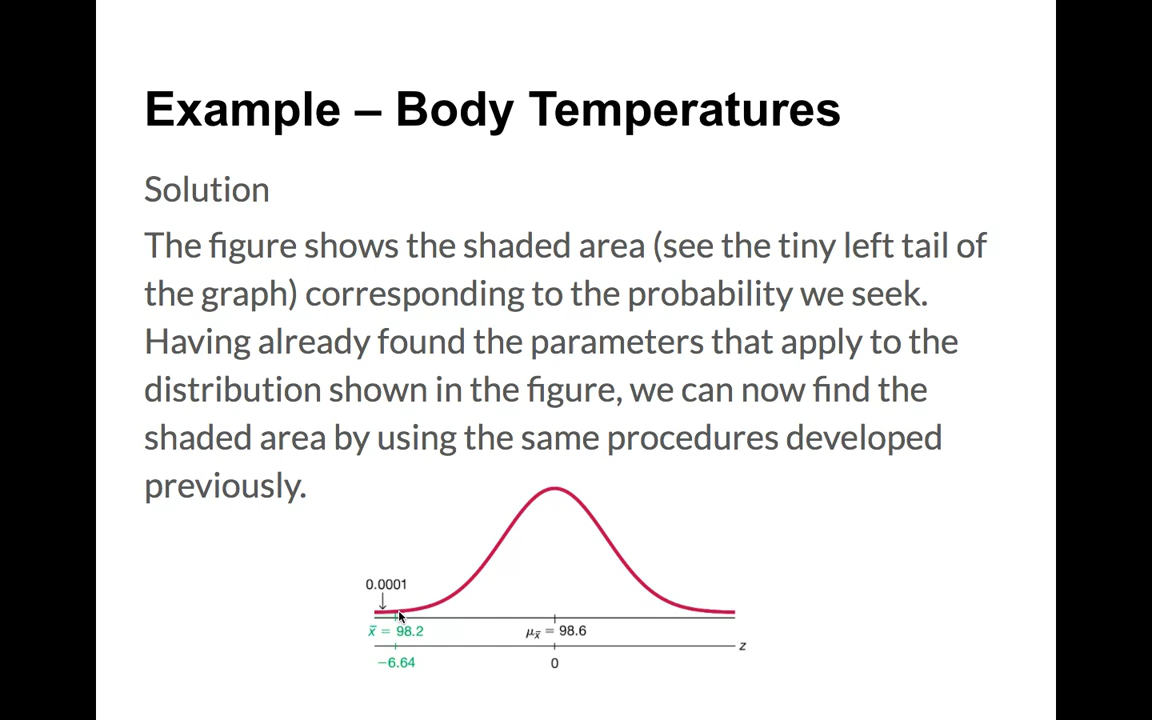 Example – Body Temperatures
Solution
The figure shows the shaded area (see the tiny left tail of
the graph) corresponding to the probability we seek.
Having already found the parameters that apply to the
distribution shown in the figure, we can now find the
shaded area by using the same procedures developed
previously.
0.0001
x̄ = 98.2
μx̄ = 98.6
z
−6.64
0